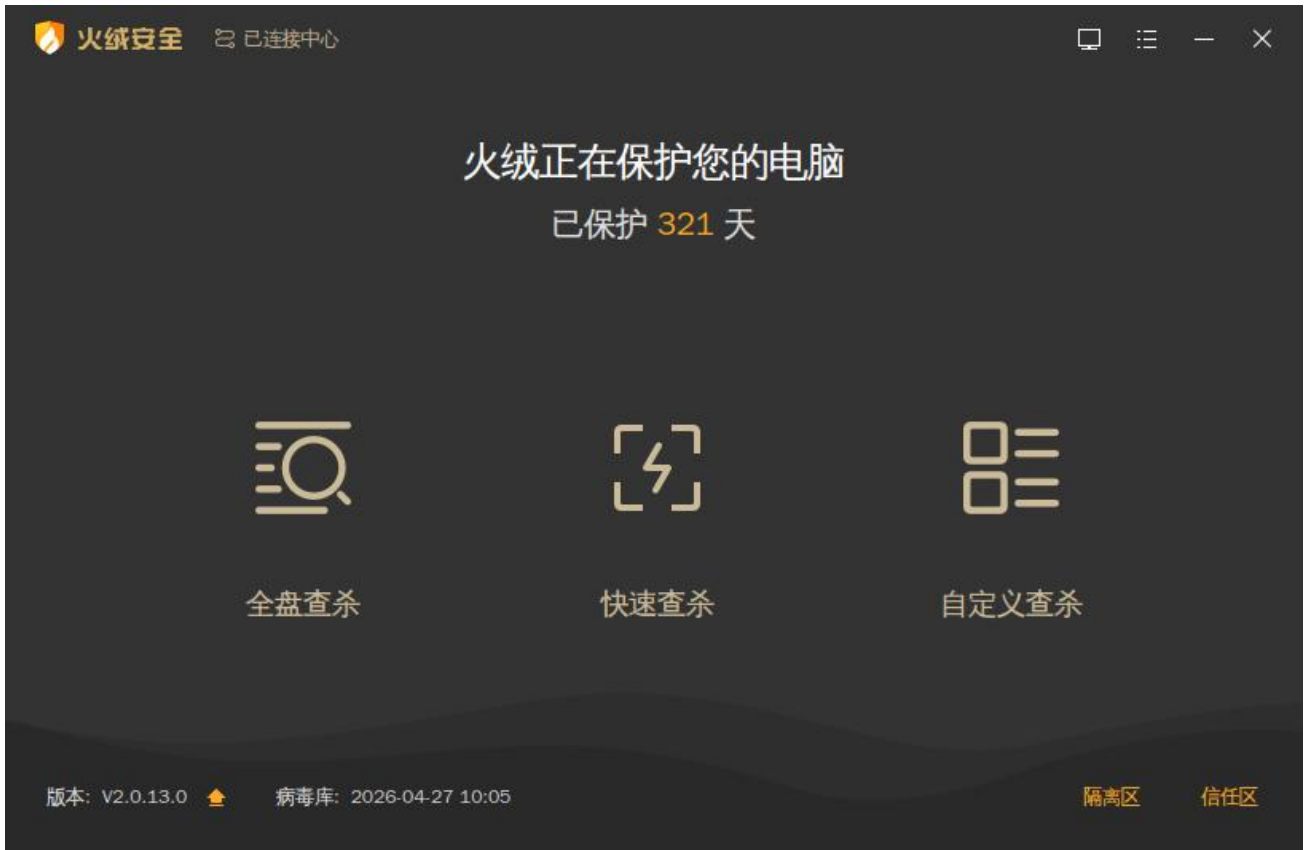 火绒安全 已连接中心
火绒正在保护您的电脑
已保护 321 天
全盘查杀 快速查杀 自定义查杀
版本: V2.0.13.0 病毒库: 2026-04-27 10:05 隔离区 信任区